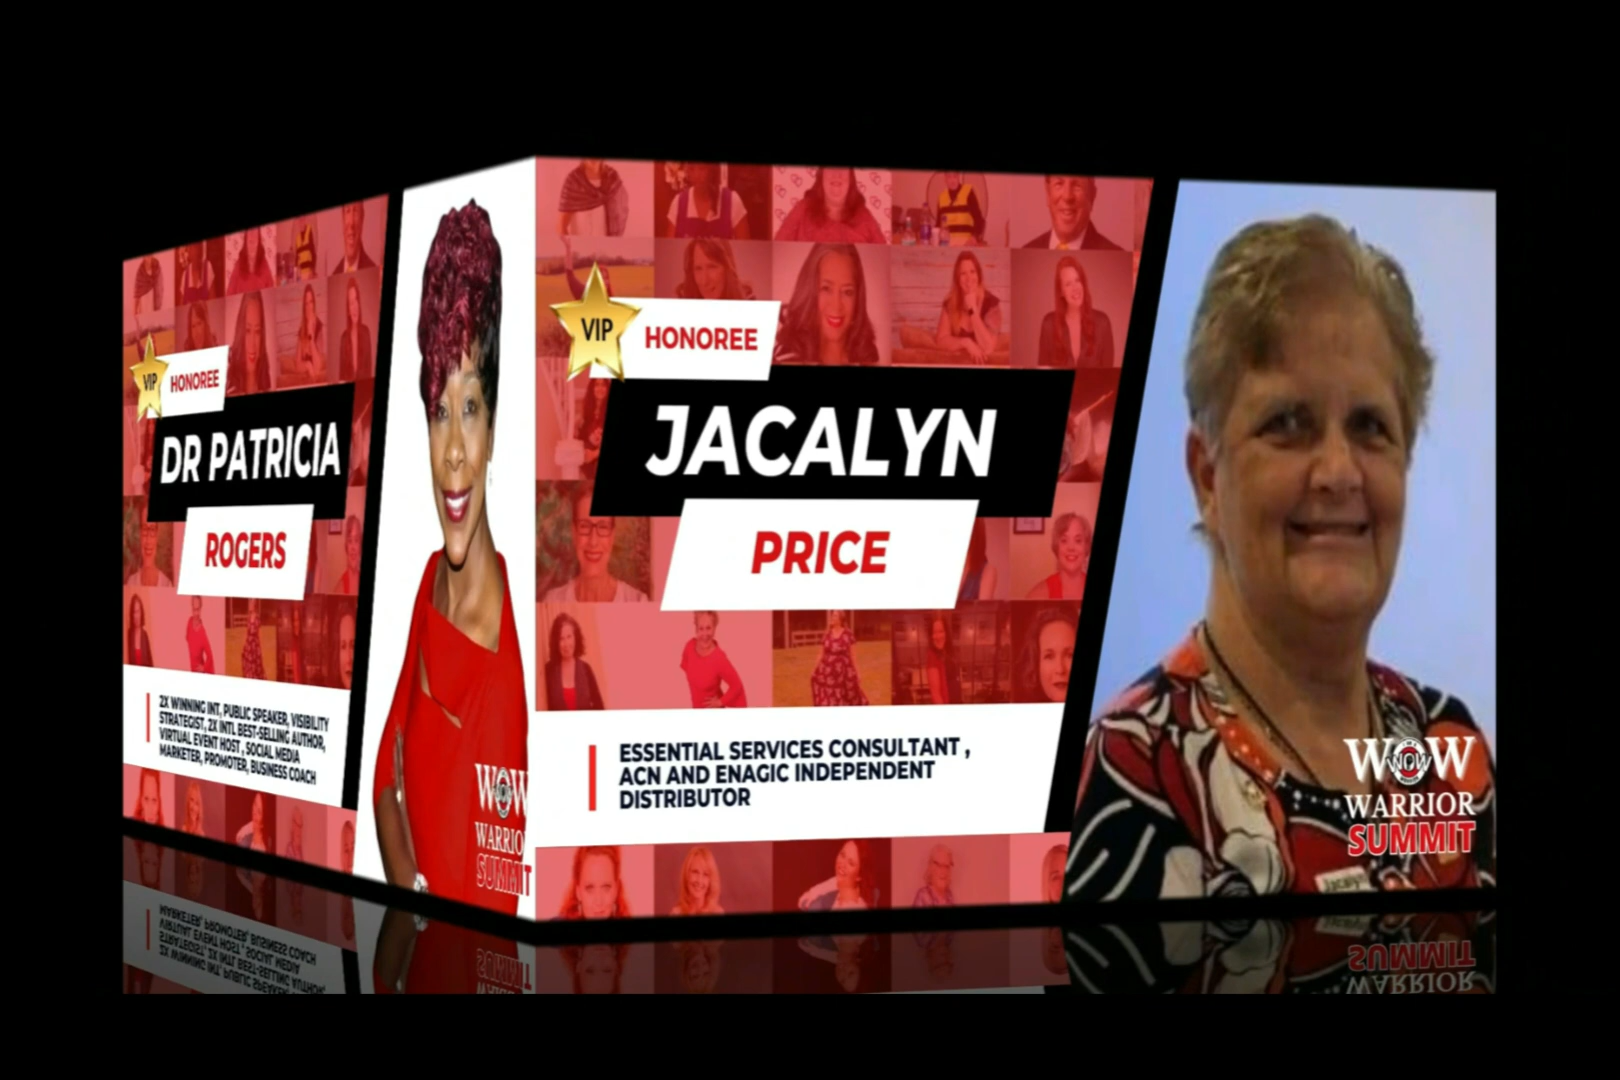 VIP
HONOREE
DR PATRICIA
ROGERS
2X WINNING INT. PUBLIC SPEAKER, VISIBILITY
STRATEGIST, 2X INTL BEST-SELLING AUTHOR,
VIRTUAL EVENT HOST, SOCIAL MEDIA
MARKETER, PROMOTER, BUSINESS COACH
WOW
WARRIO
SUMMIT
VIP
HONOREE
JACALYN
PRICE
ESSENTIAL SERVICES CONSULTANT ,
ACN AND ENAGIC INDEPENDENT
DISTRIBUTOR
WOW
NOW
WARRIOR
SUMMIT